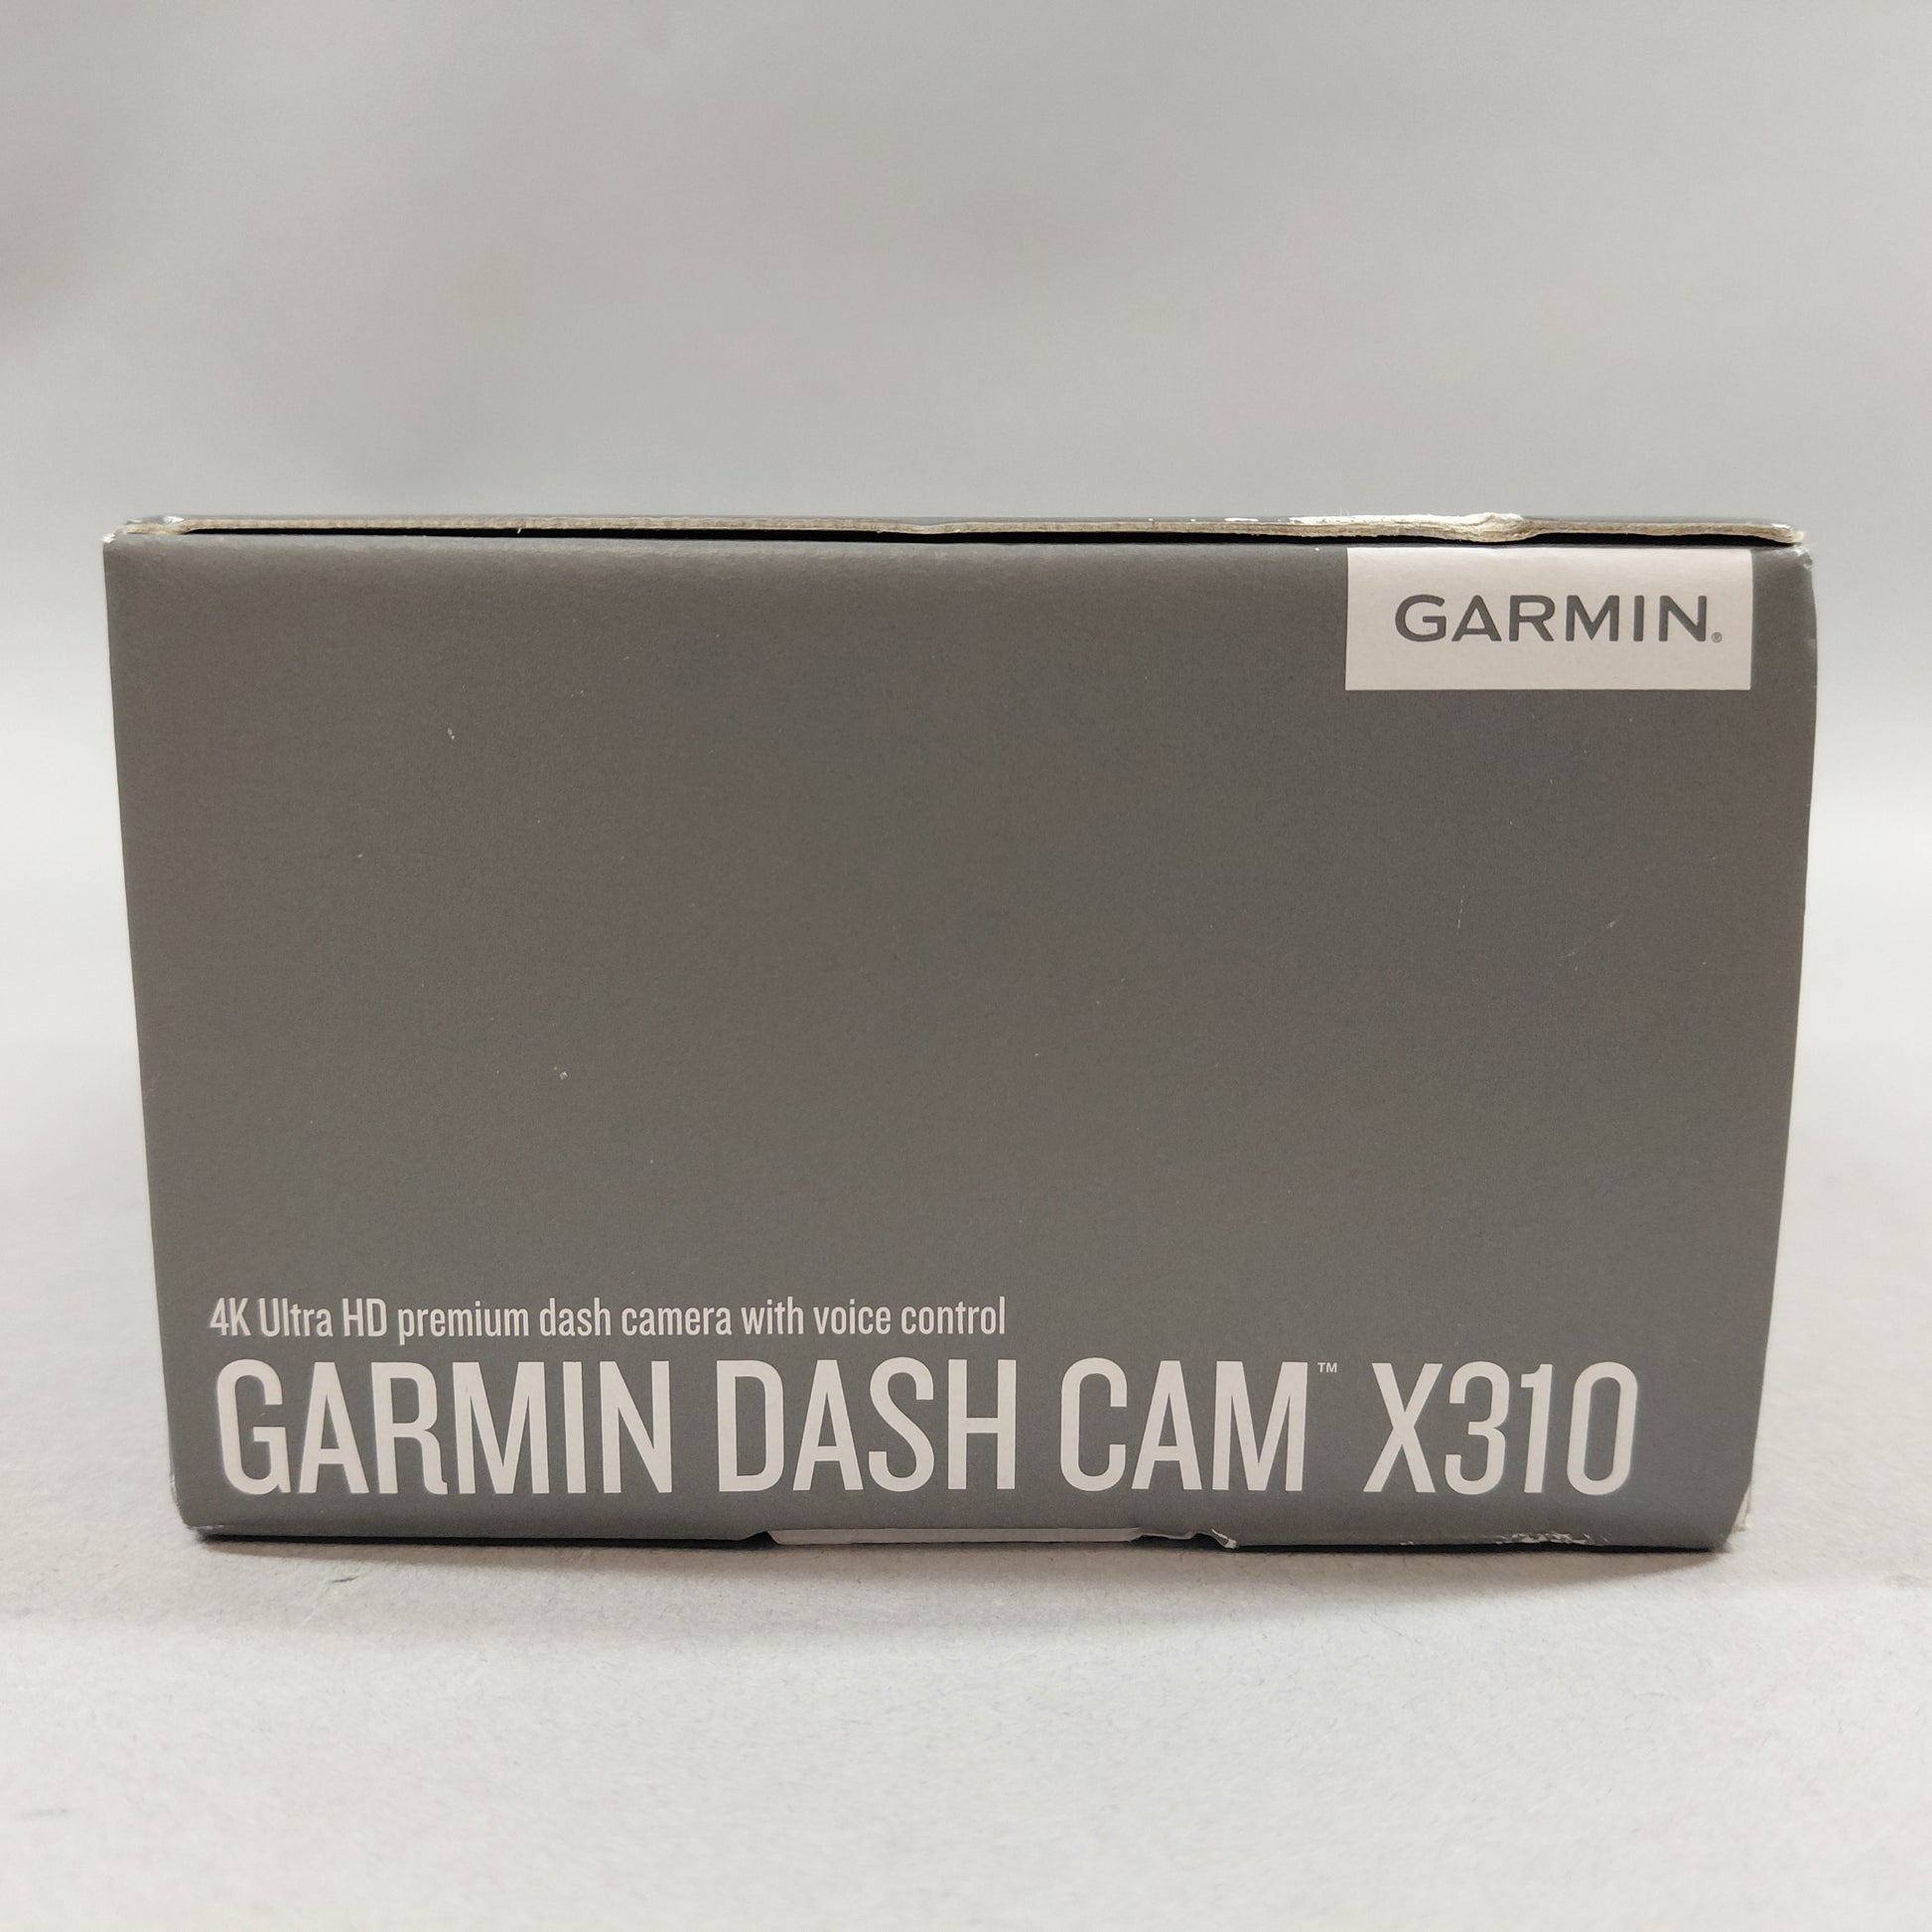 GARMIN®
4K Ultra HD premium dash camera with voice control
GARMIN DASH CAM™ X310